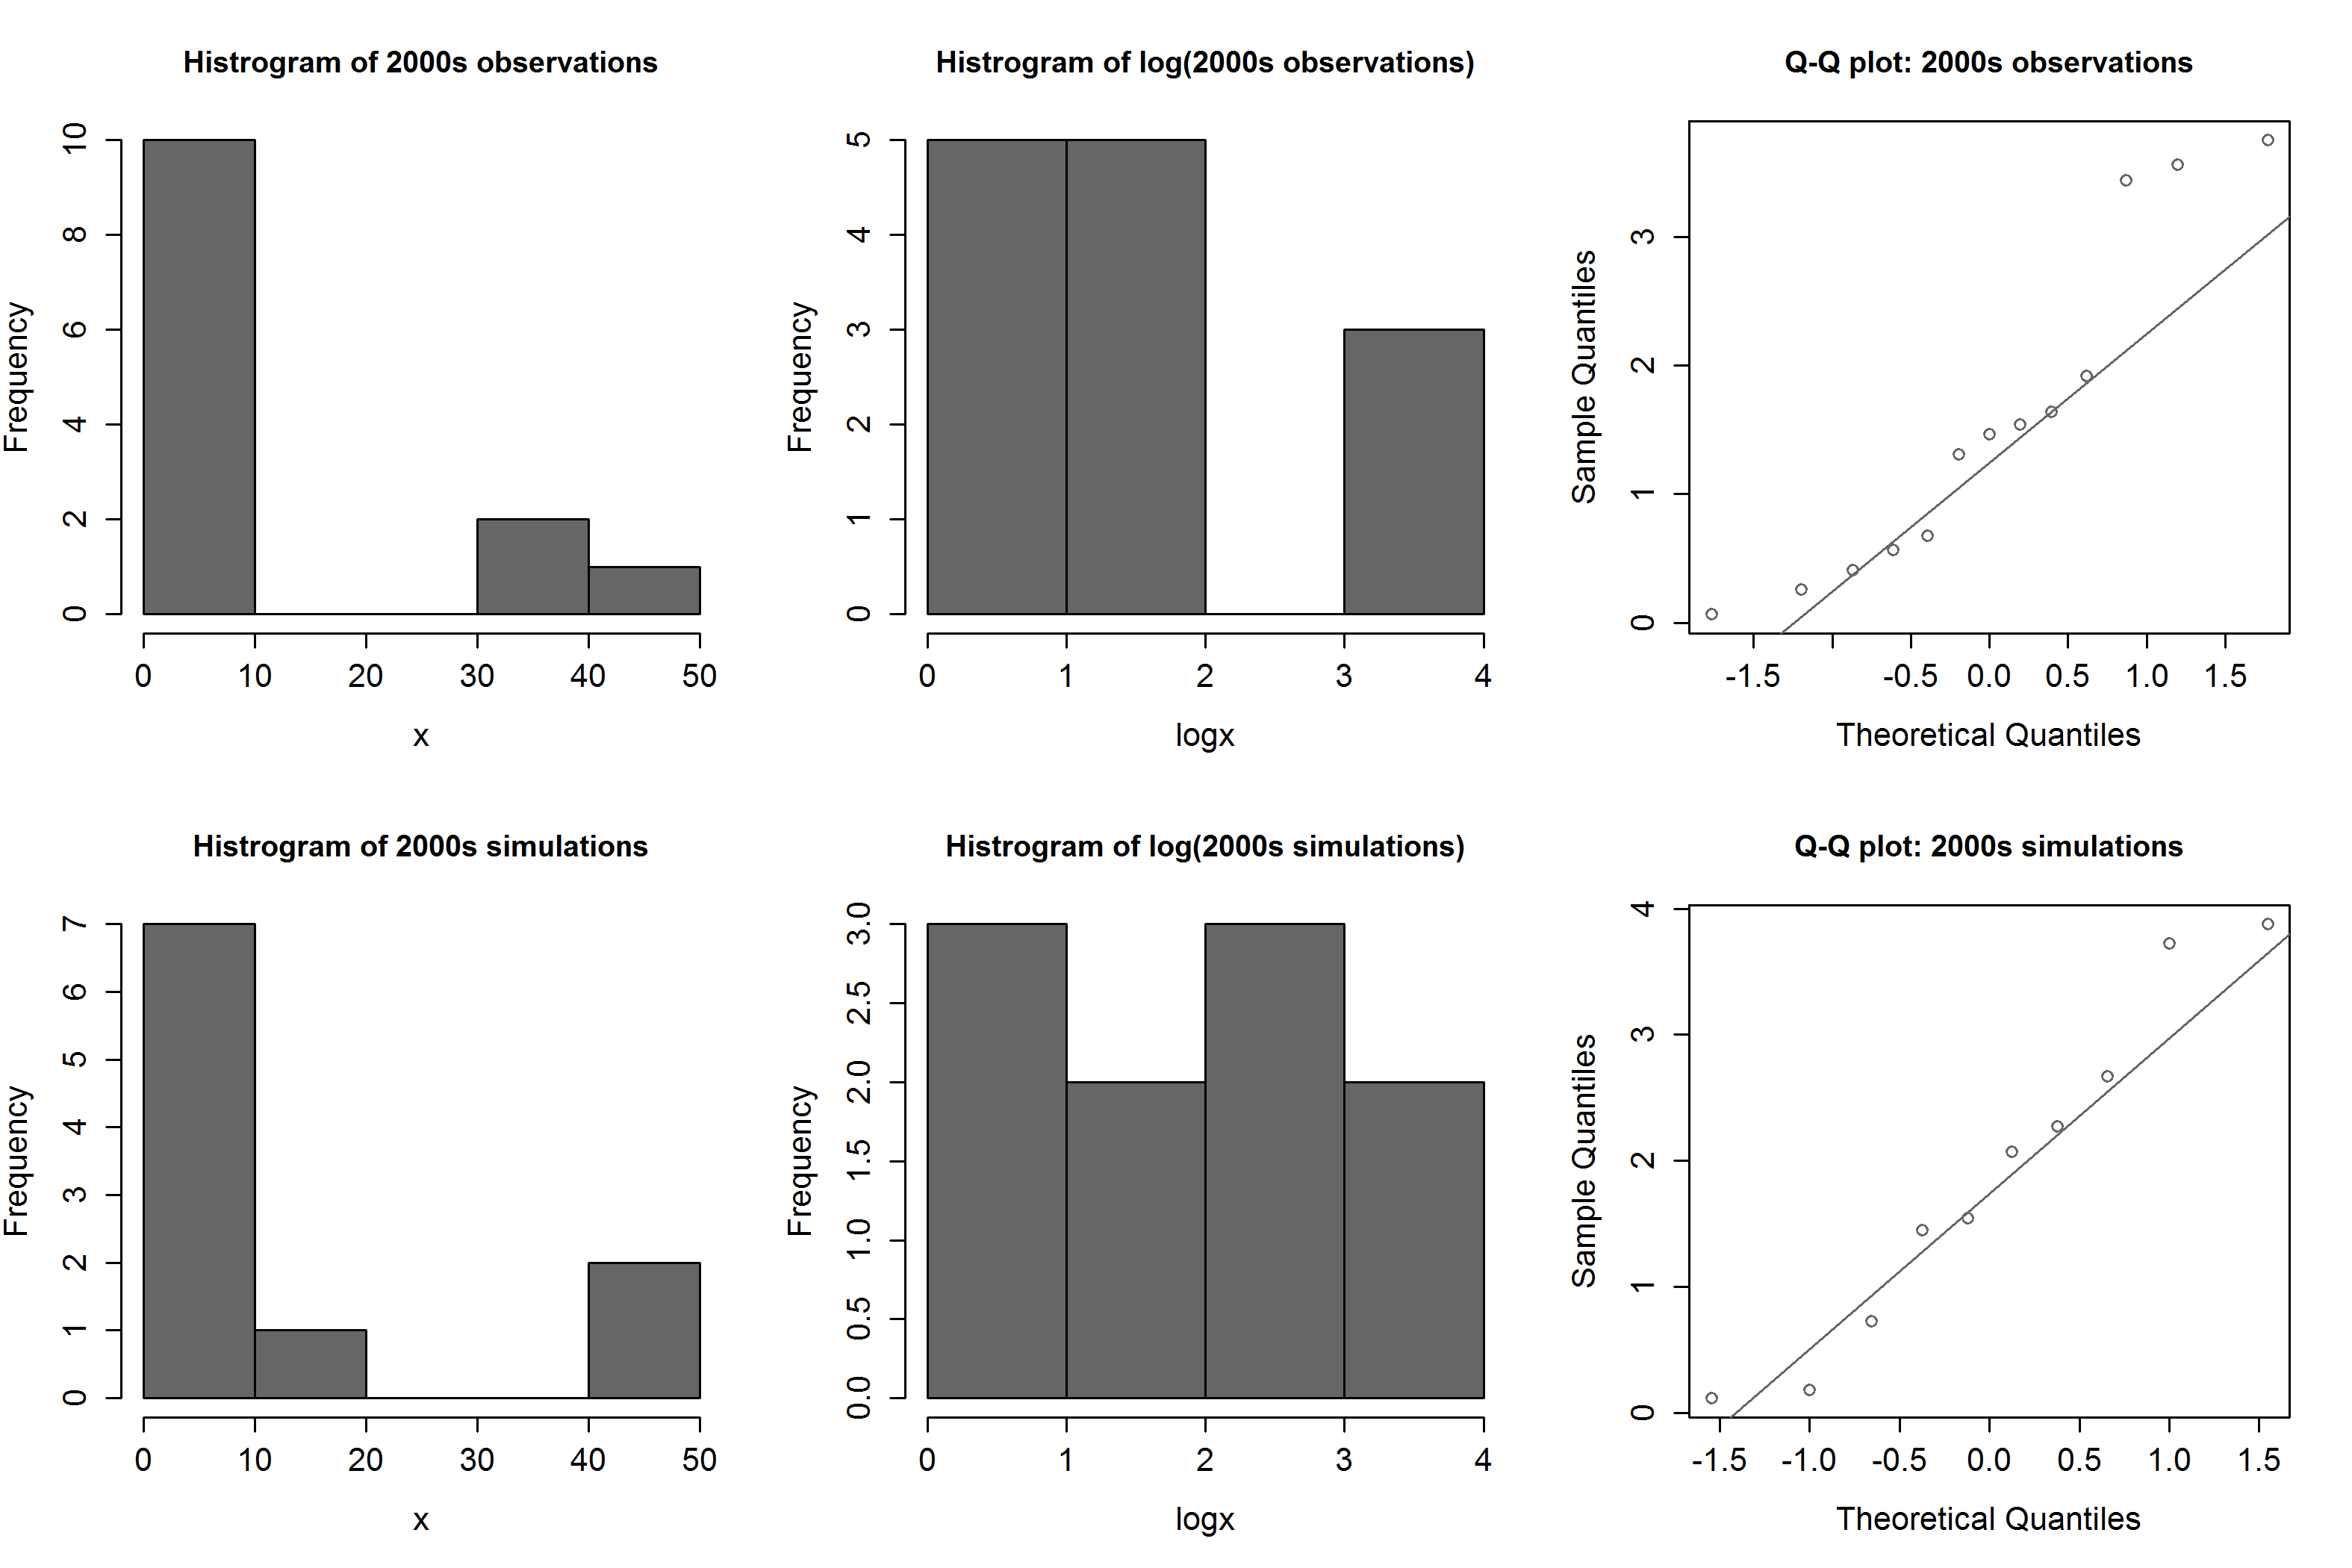 Histrogram of 2000s observations
Frequency
0 2 4 6 8 10
0 10 20 30 40 50
x
Histrogram of log(2000s observations)
Frequency
0 1 2 3 4 5
0 1 2 3 4
logx
Q-Q plot: 2000s observations
Sample Quantiles
0 1 2 3
-1.5 -0.5 0.0 0.5 1.0 1.5
Theoretical Quantiles
Histrogram of 2000s simulations
Frequency
0 1 2 3 4 5 6 7
0 10 20 30 40 50
x
Histrogram of log(2000s simulations)
Frequency
0.0 0.5 1.0 1.5 2.0 2.5 3.0
0 1 2 3 4
logx
Q-Q plot: 2000s simulations
Sample Quantiles
0 1 2 3 4
-1.5 -1.0 -0.5 0.0 0.5 1.0 1.5
Theoretical Quantiles